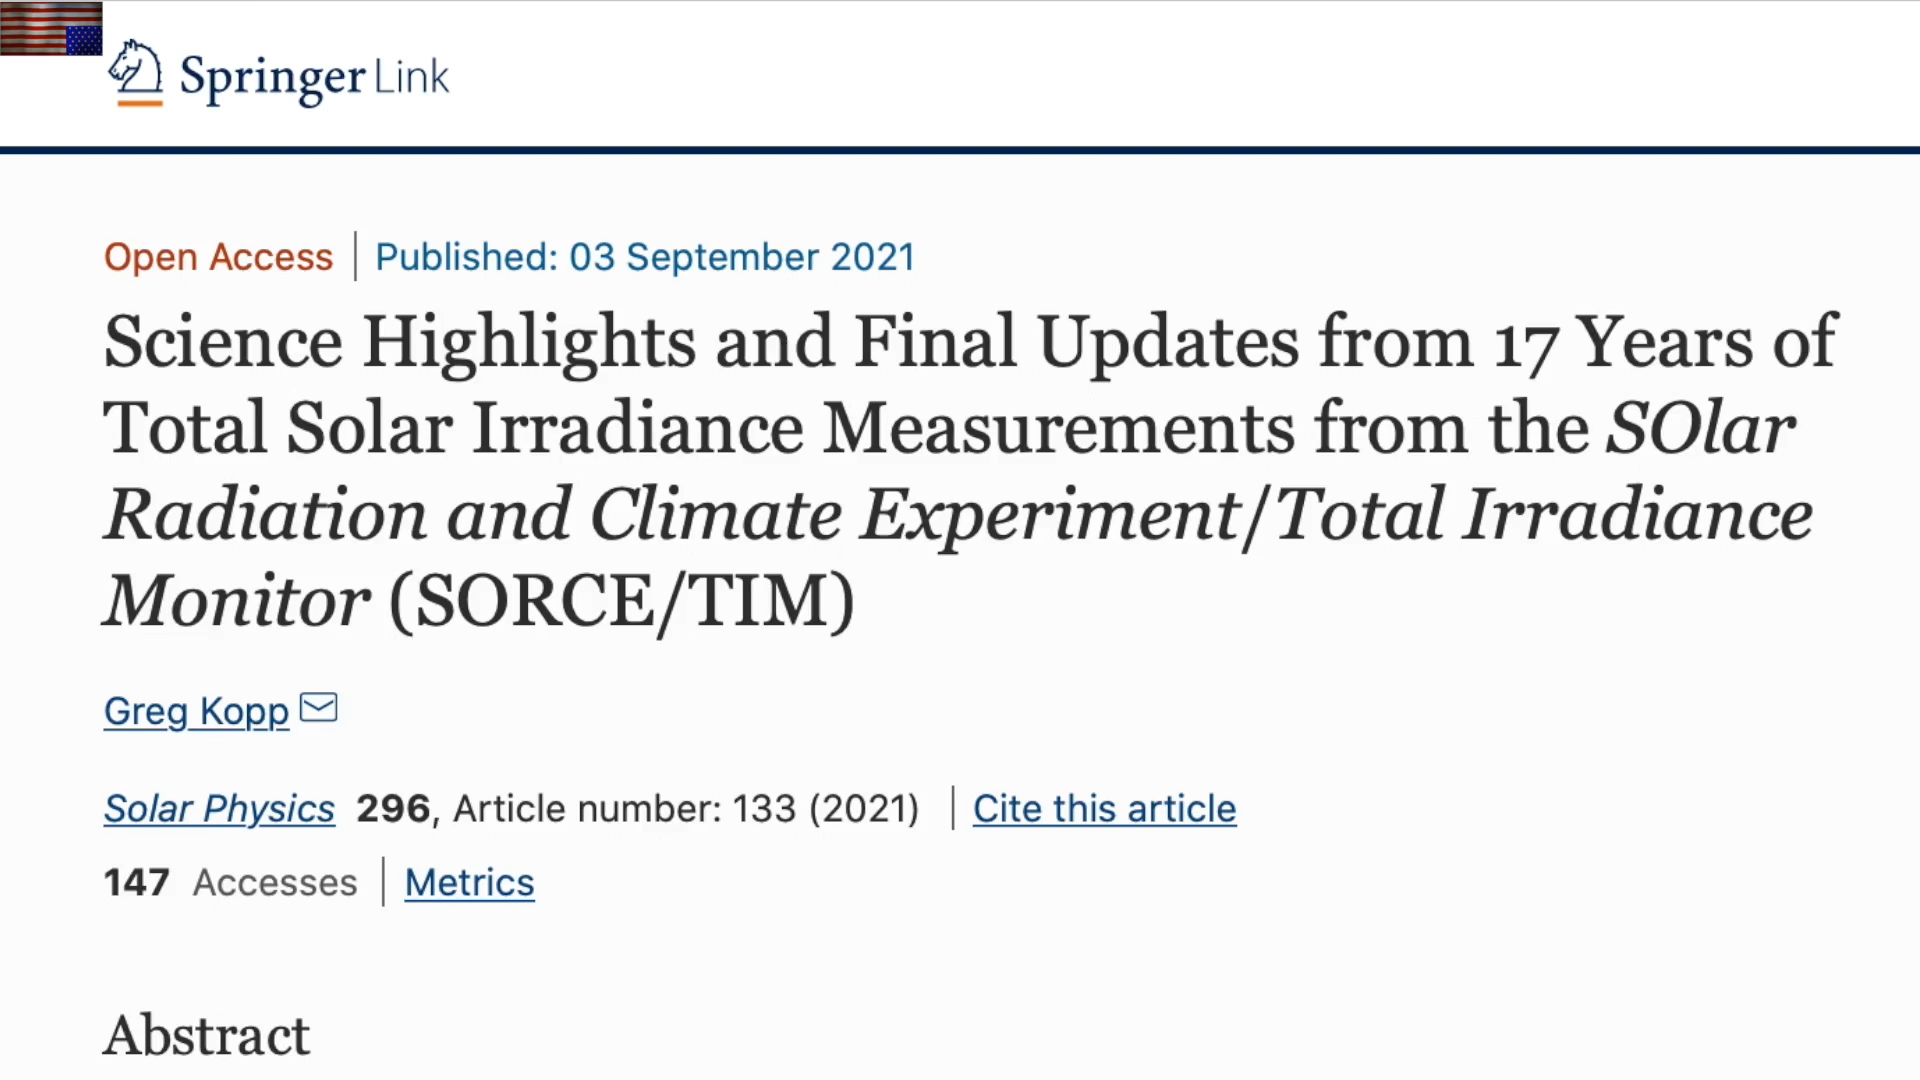 Springer Link
Open Access | Published: 03 September 2021
Science Highlights and Final Updates from 17 Years of
Total Solar Irradiance Measurements from the SOlar
Radiation and Climate Experiment/Total Irradiance
Monitor (SORCE/TIM)
Greg Kopp
Solar Physics 296, Article number: 133 (2021) | Cite this article
147 Accesses | Metrics
Abstract